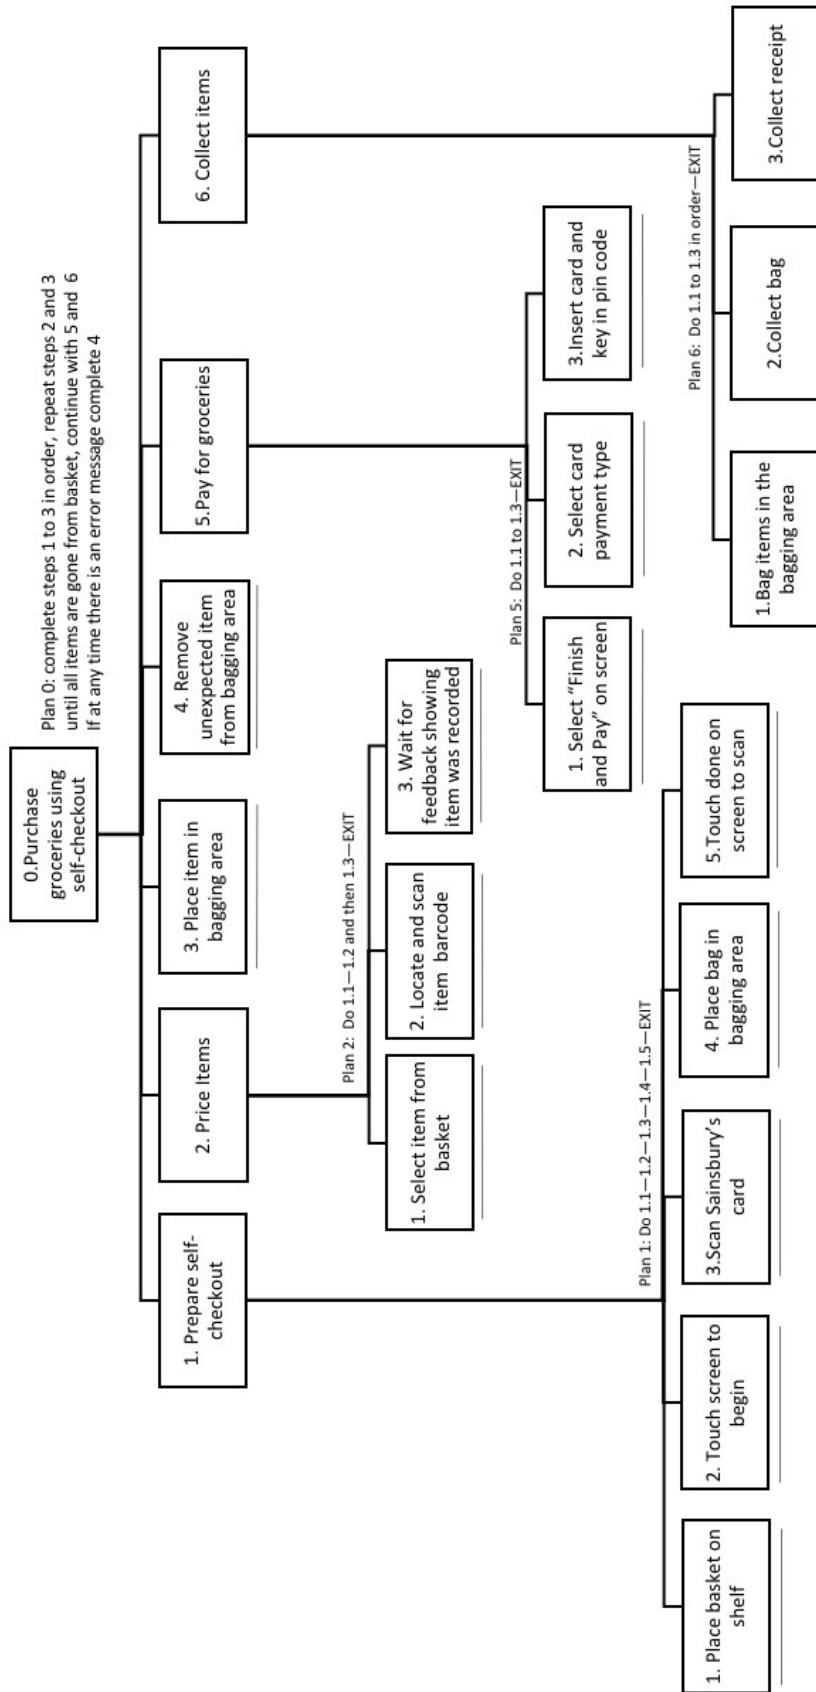 0.Purchase
groceries using
self-checkout
Plan 0: complete steps 1 to 3 in order, repeat steps 2 and 3
until all items are gone from basket, continue with 5 and 6
If at any time there is an error message complete 4
1. Prepare self-
checkout
2. Price Items
3. Place item in
bagging area
4. Remove
unexpected item
from bagging area
5.Pay for groceries
6. Collect items
Plan 2: Do 1.1—1.2 and then 1.3—EXIT
1. Select item from
basket
2. Locate and scan
item barcode
3. Wait for
feedback showing
item was recorded
Plan 5: Do 1.1 to 1.3—EXIT
1. Select “Finish
and Pay” on screen
2. Select card
payment type
3.Insert card and
key in pin code
Plan 1: Do 1.1—1.2—1.3—1.4—1.5—EXIT
1. Place basket on
shelf
2. Touch screen to
begin
3.Scan Sainsbury’s
card
4. Place bag in
bagging area
5.Touch done on
screen to scan
Plan 6: Do 1.1 to 1.3 in order—EXIT
1.Bag items in the
bagging area
2.Collect bag
3.Collect receipt